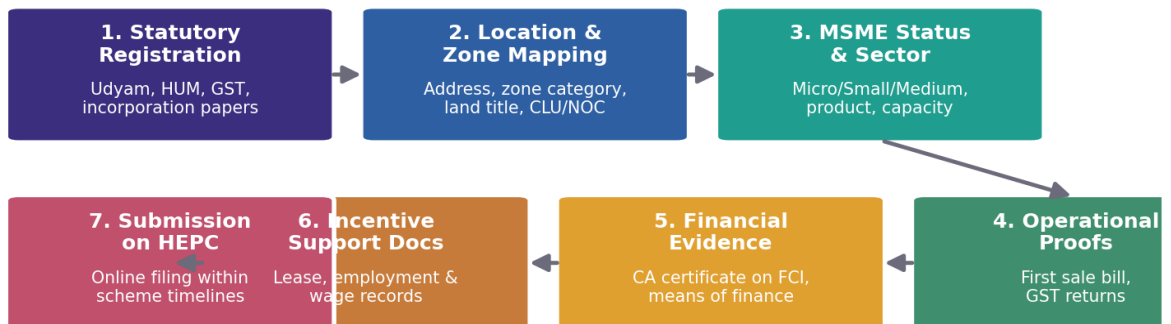 1. Statutory
Registration
Udyam, HUM, GST,
incorporation papers
2. Location &
Zone Mapping
Address, zone category,
land title, CLU/NOC
3. MSME Status
& Sector
Micro/Small/Medium,
product, capacity
4. Operational
Proofs
First sale bill,
GST returns
5. Financial
Evidence
CA certificate on FCI,
means of finance
6. Incentive
Support Docs
Lease, employment &
wage records
7. Submission
on HEPC
Online filing within
scheme timelines